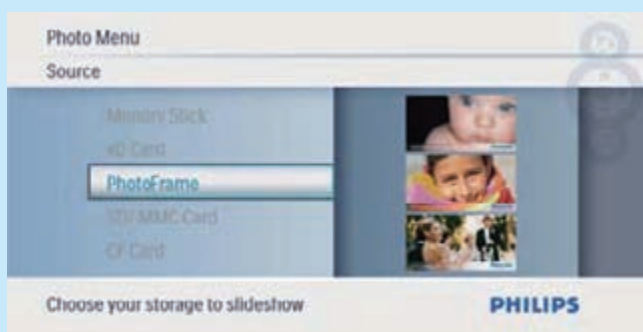 Photo Menu
Source
Memory Stick
xD Card
PhotoFrame
SD/ MMC Card
CF Card
Choose your storage to slideshow
PHILIPS